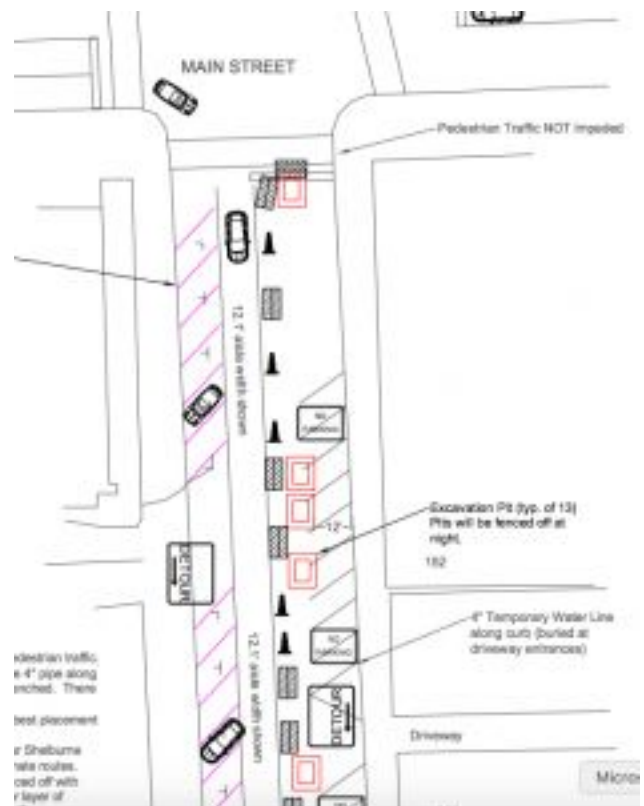 MAIN STREET
Pedestrian Traffic NOT Impeded
12.1' aisle width shown
NO
PARKING
Excavation Pit (typ. of 13)
Pits will be fenced off at
night.
12'
182
DETOUR
4" Temporary Water Line
along curb (buried at
driveway entrances)
NO
PARKING
12.1' aisle width shown
DETOUR
Driveway
edestrian traffic.
e 4" pipe along
enched. There
best placement
or Shelburne
nate routes.
ced off with
r layer of
Micros